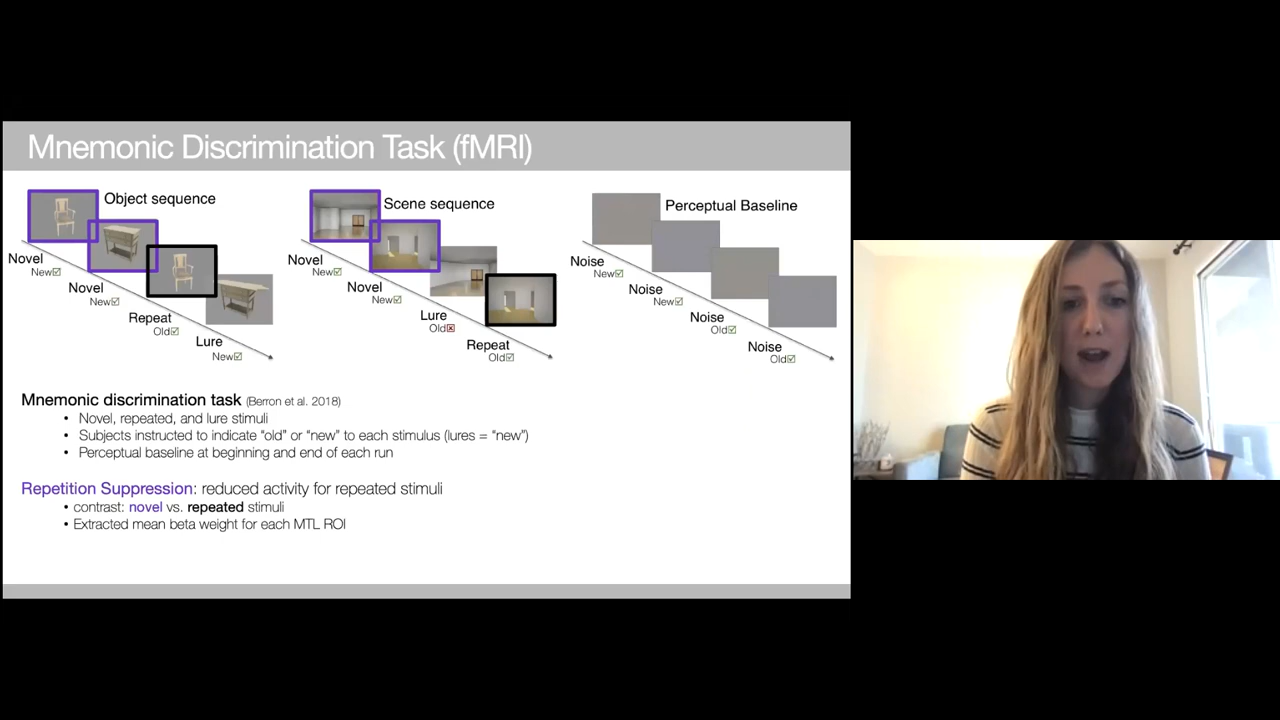 Mnemonic Discrimination Task (fMRI)
Object sequence
Novel
New☑
Novel
New☑
Repeat
Old☑
Lure
New☑
Scene sequence
Novel
New☑
Novel
New☑
Lure
Old☒
Repeat
Old☑
Perceptual Baseline
Noise
New☑
Noise
New☑
Noise
Old☑
Noise
Old☑
Mnemonic discrimination task (Berron et al. 2018)
• Novel, repeated, and lure stimuli
• Subjects instructed to indicate “old” or “new” to each stimulus (lures = “new”)
• Perceptual baseline at beginning and end of each run
Repetition Suppression: reduced activity for repeated stimuli
• contrast: novel vs. repeated stimuli
• Extracted mean beta weight for each MTL ROI